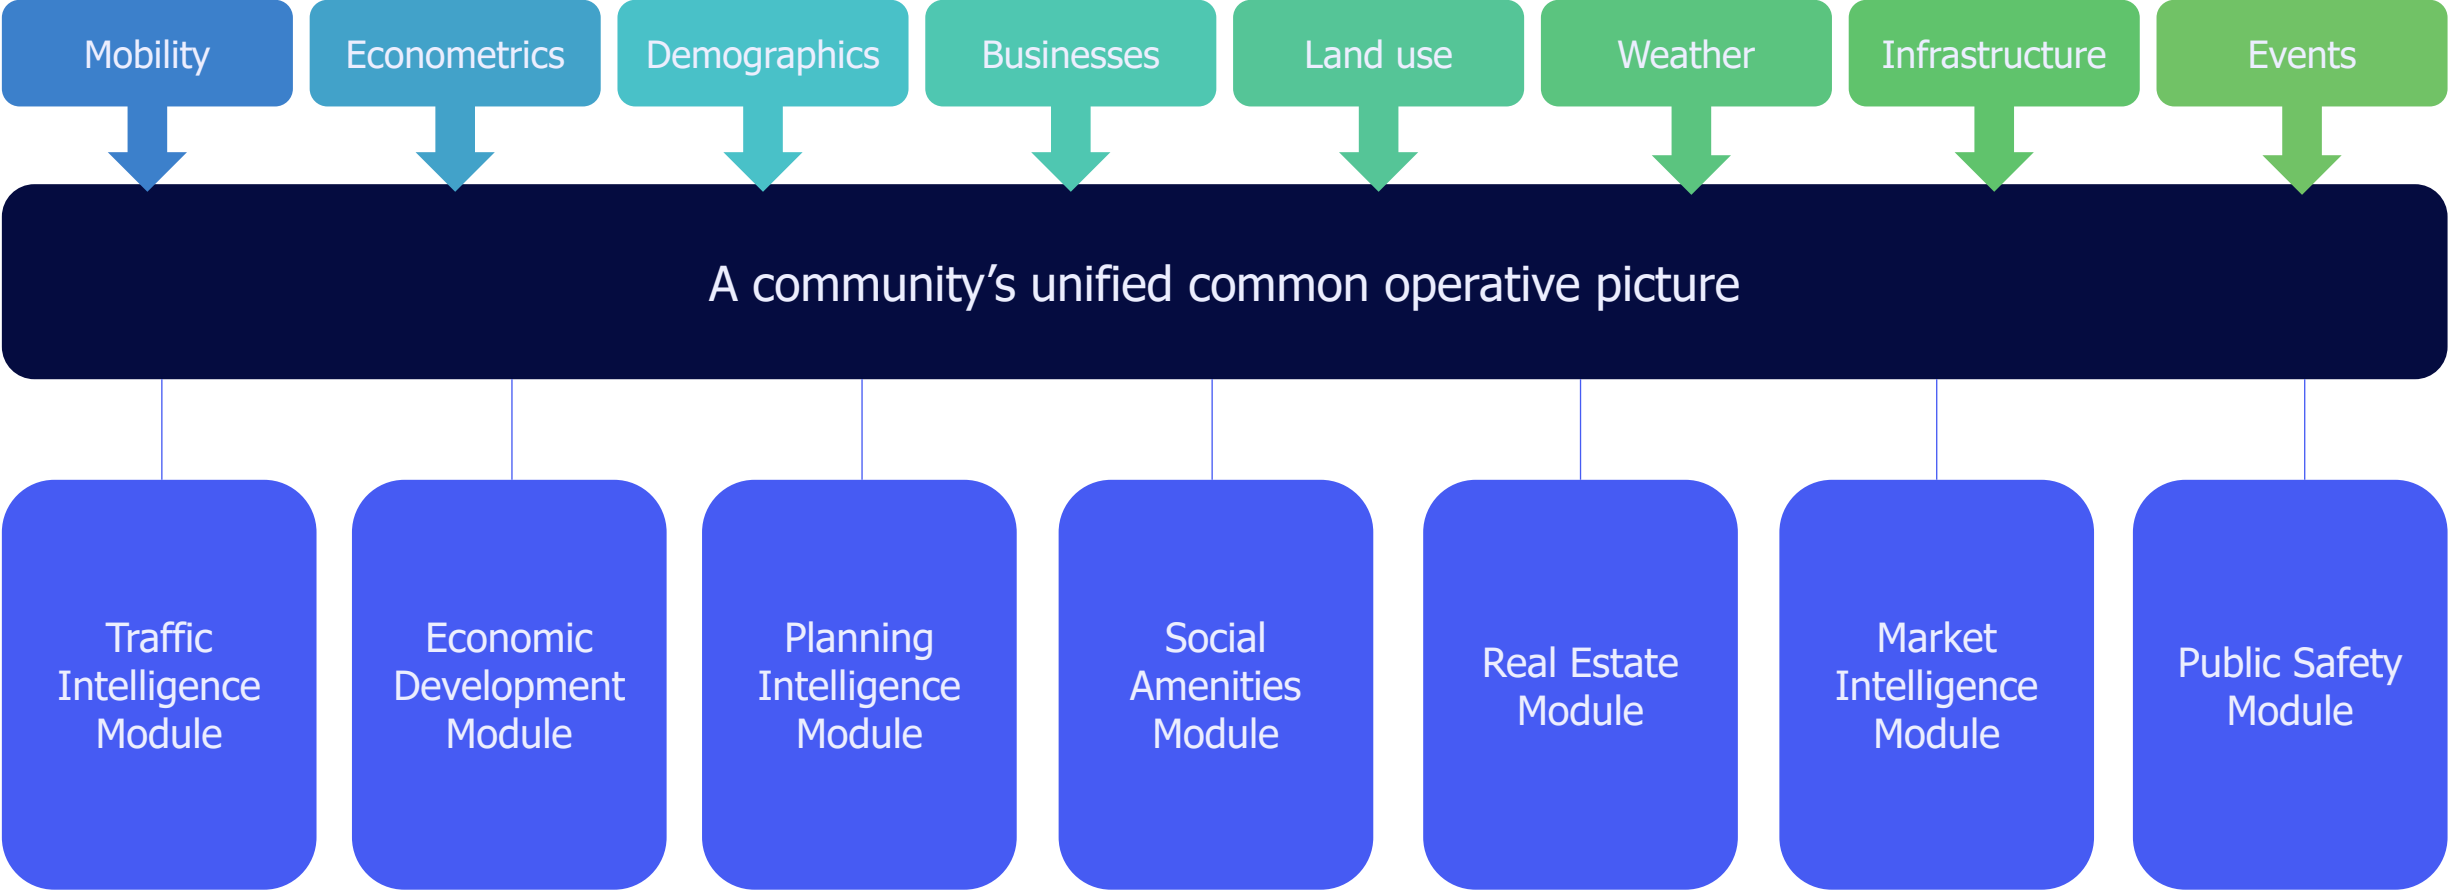 Mobility
Econometrics
Demographics
Businesses
Land use
Weather
Infrastructure
Events
A community’s unified common operative picture
Traffic
Intelligence
Module
Economic
Development
Module
Planning
Intelligence
Module
Social
Amenities
Module
Real Estate
Module
Market
Intelligence
Module
Public Safety
Module